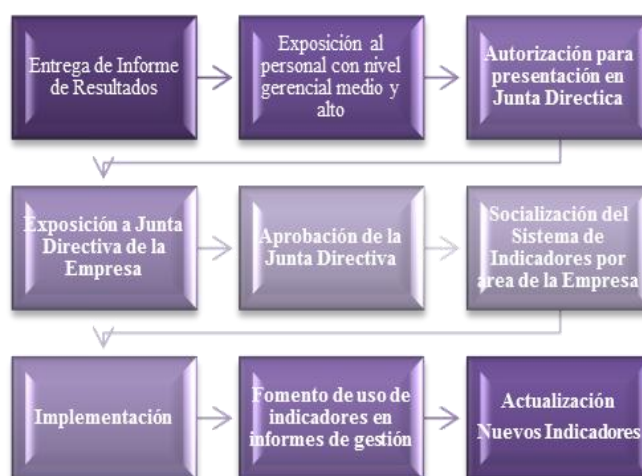 Entrega de Informe
de Resultados
Exposición al
personal con nivel
gerencial medio y
alto
Autorización para
presentación en
Junta Directica
Exposición a Junta
Directiva de la
Empresa
Aprobación de la
Junta Directiva
Socialización del
Sistema de
Indicadores por
área de la Empresa
Implementación
Fomento de uso de
indicadores en
informes de gestión
Actualización
Nuevos Indicadores